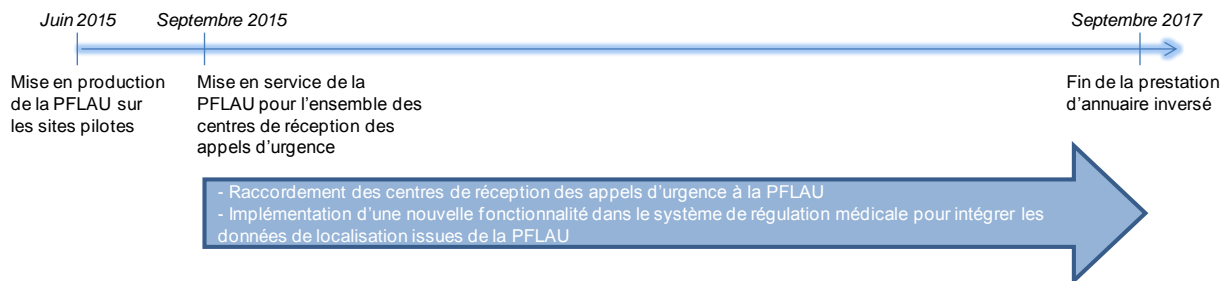 Juin 2015
Septembre 2015
Septembre 2017
Mise en production
de la PFLAU sur
les sites pilotes
Mise en service de la
PFLAU pour l'ensemble des
centres de réception des
appels d'urgence
Fin de la prestation
d'annuaire inversé
- Raccordement des centres de réception des appels d'urgence à la PFLAU
- Implémentation d'une nouvelle fonctionnalité dans le système de régulation médicale pour intégrer les
données de localisation issues de la PFLAU